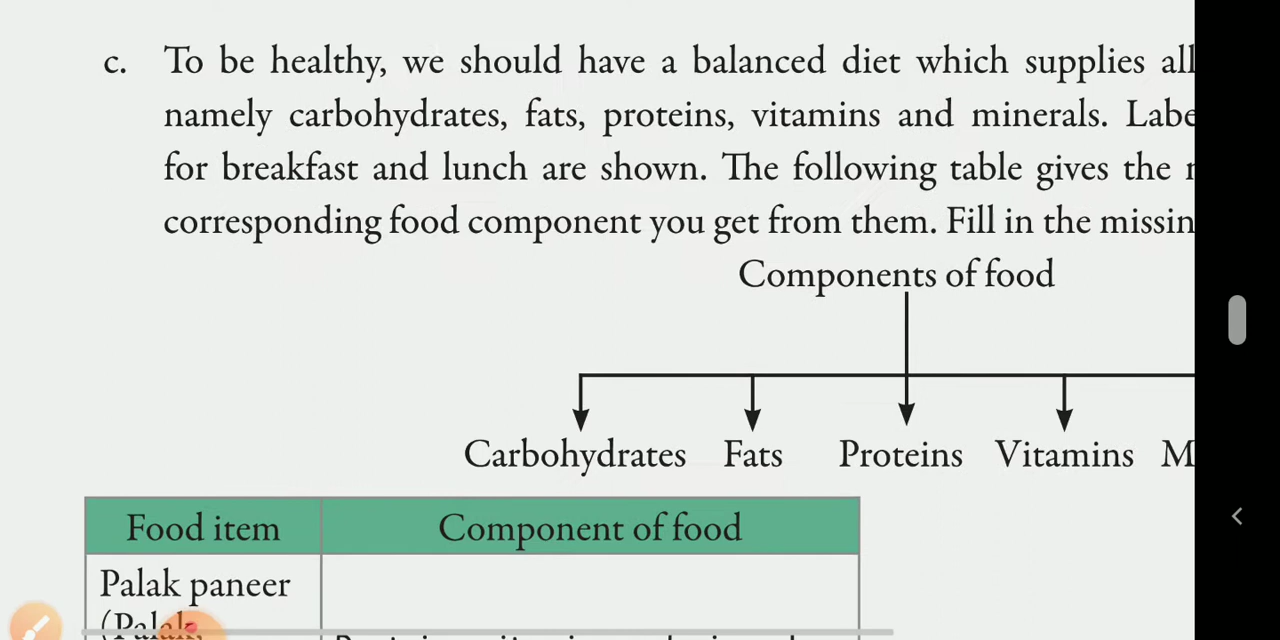 c. To be healthy, we should have a balanced diet which supplies all
namely carbohydrates, fats, proteins, vitamins and minerals.
for breakfast and lunch are shown. The following table gives the
corresponding food component you get from them. Fill in the
Components of food
Carbohydrates Fats Proteins Vitamins
Food item Component of food
Palak paneer
(Palak,